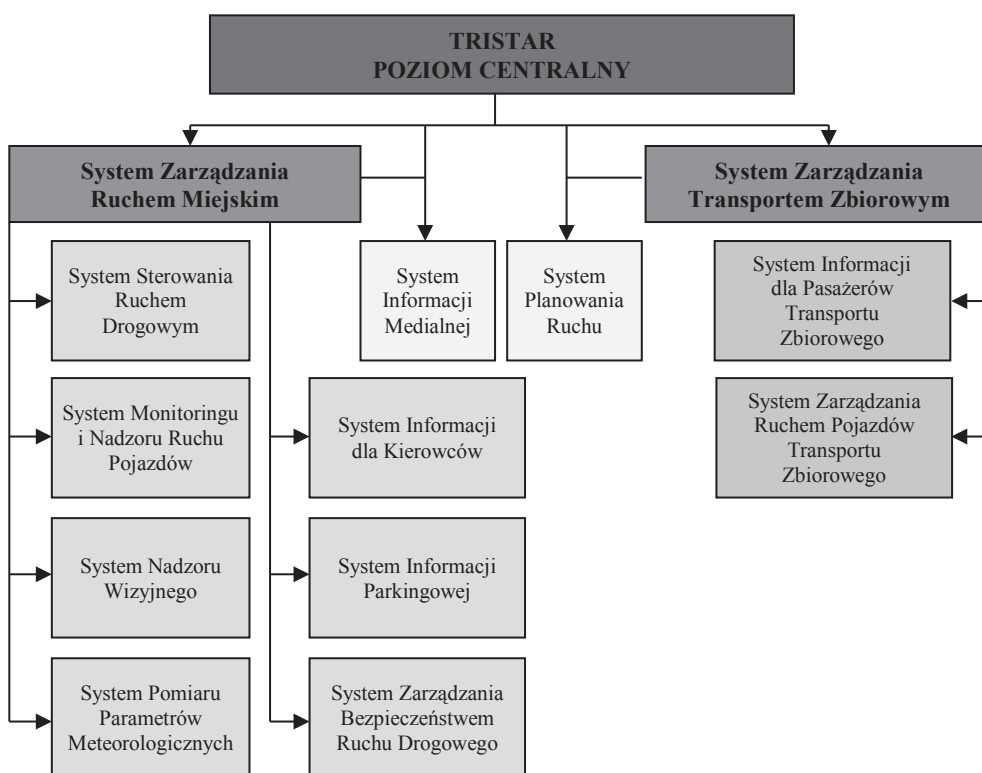 TRISTAR
POZIOM CENTRALNY
System Zarządzania
Ruchem Miejskim
System Zarządzania
Transportem Zbiorowym
System Sterowania
Ruchem
Drogowym
System
Informacji
Medialnej
System
Planowania
Ruchu
System Informacji
dla Pasażerów
Transportu
Zbiorowego
System Monitoringu
i Nadzoru Ruchu
Pojazdów
System Informacji
dla Kierowców
System Zarządzania
Ruchem Pojazdów
Transportu
Zbiorowego
System Nadzoru
Wizyjnego
System Informacji
Parkingowej
System Pomiaru
Parametrów
Meteorologicznych
System Zarządzania
Bezpieczeństwem
Ruchu Drogowego